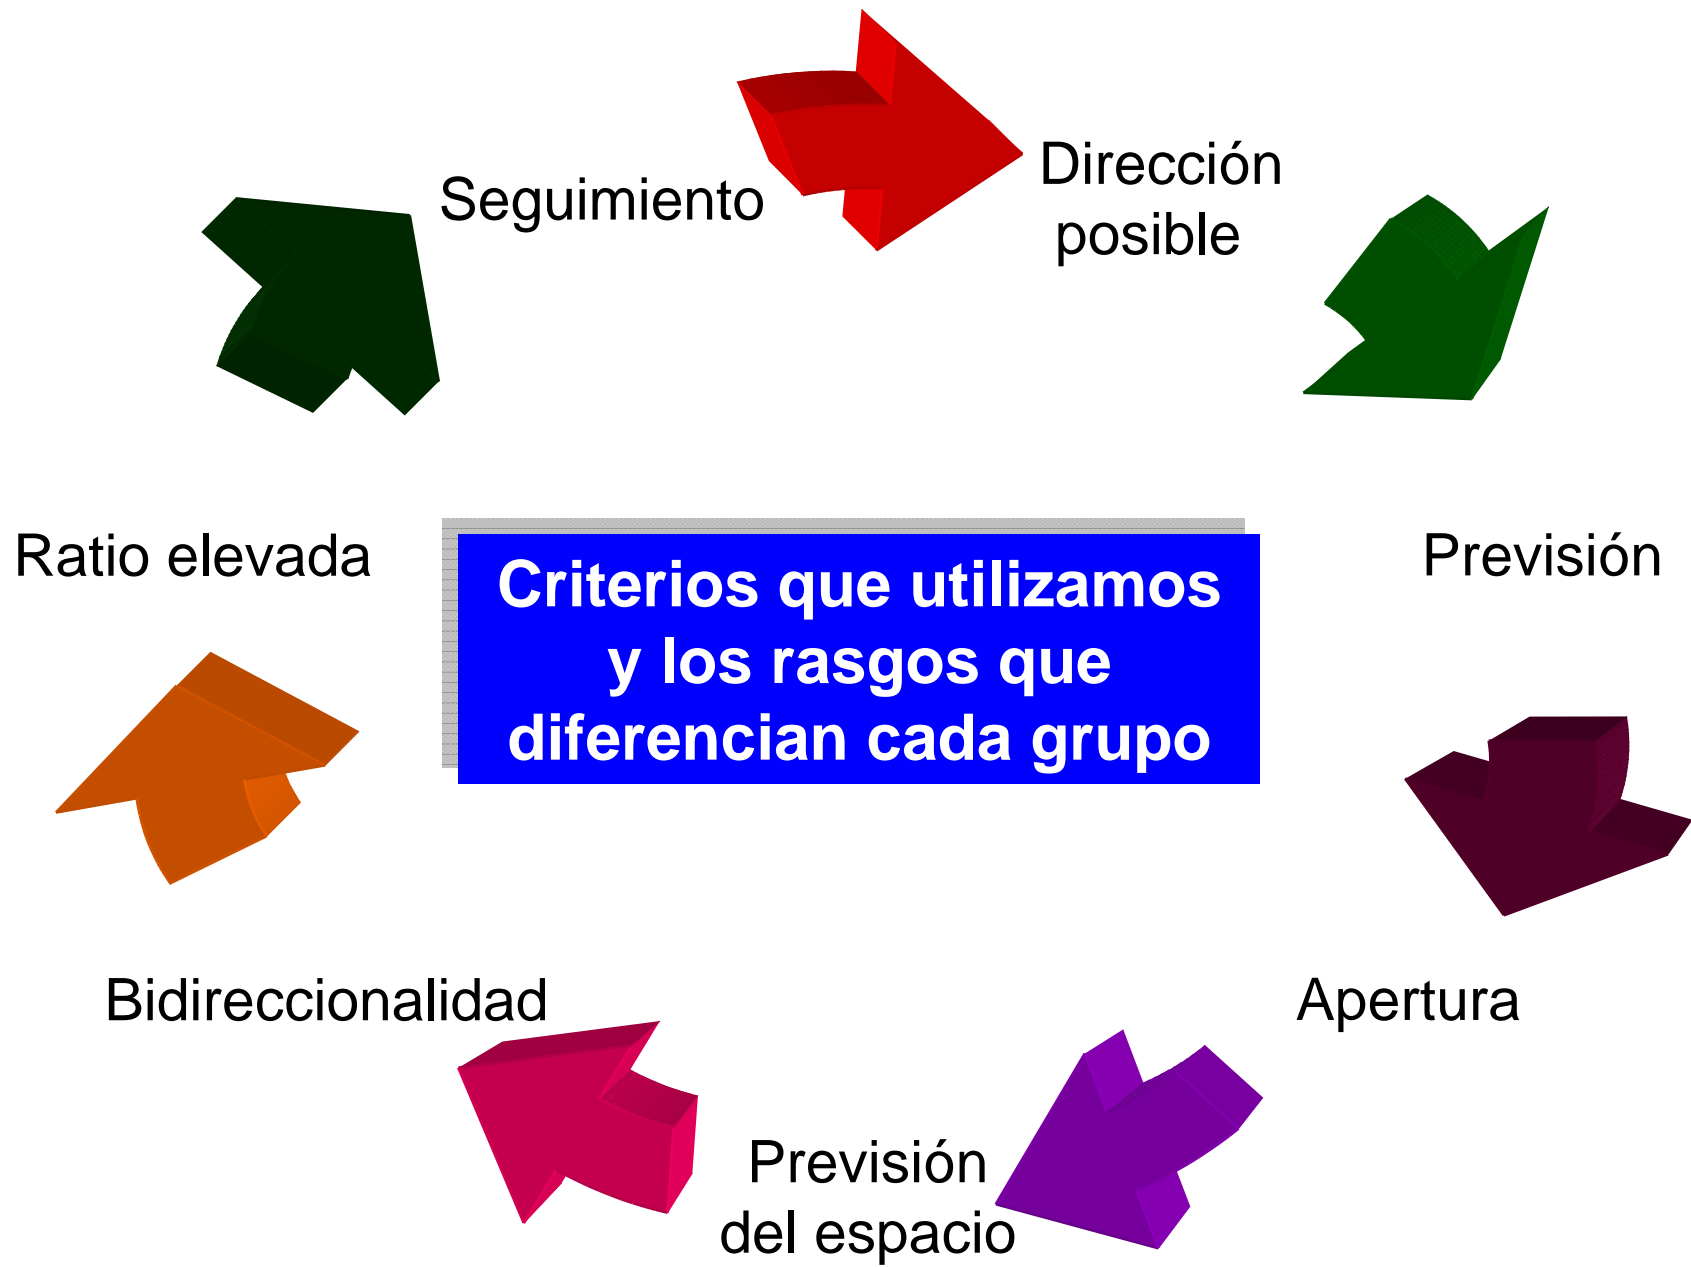 Seguimiento
Dirección
posible
Ratio elevada
Criterios que utilizamos
y los rasgos que
diferencian cada grupo
Previsión
Bidireccionalidad
Apertura
Previsión
del espacio